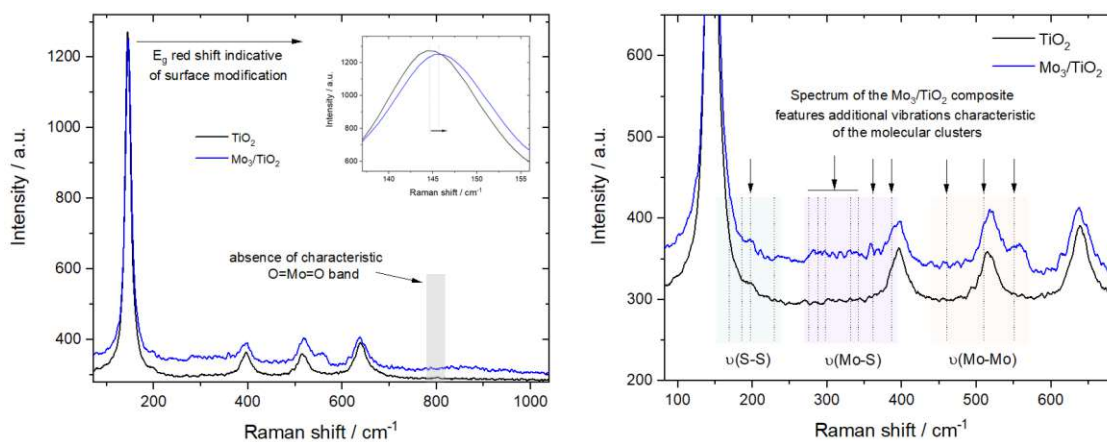 1200
1000
800
600
400
Intensity / a.u.
200
400
600
800
1000
Raman shift / cm⁻¹
E_g red shift indicative
of surface modification
TiO₂
Mo₃/TiO₂
absence of characteristic
O=Mo=O band
1200
1000
800
600
Intensity / a.u.
140
145
150
155
Raman shift / cm⁻¹
600
500
400
300
200
Intensity / a.u.
100
200
300
400
500
600
Raman shift / cm⁻¹
TiO₂
Mo₃/TiO₂
Spectrum of the Mo₃/TiO₂ composite
features additional vibrations characteristic
of the molecular clusters
υ(S-S)
υ(Mo-S)
υ(Mo-Mo)